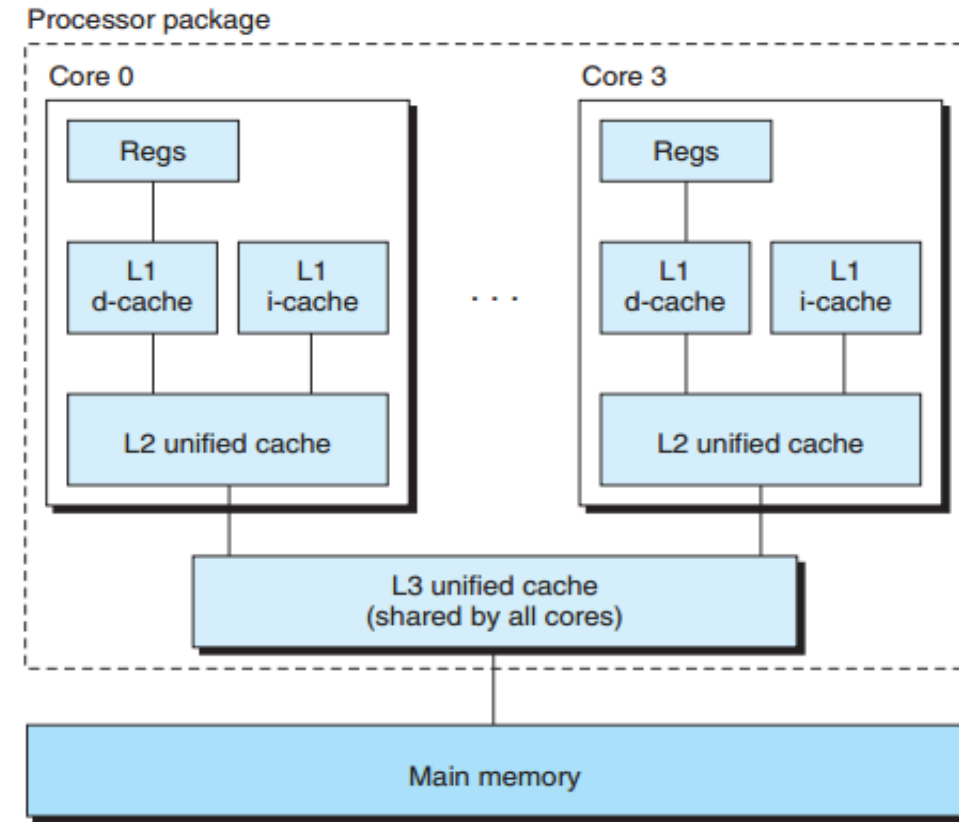 Processor package
Core 0
Regs
L1
d-cache
L1
i-cache
L2 unified cache
. . .
Core 3
Regs
L1
d-cache
L1
i-cache
L2 unified cache
L3 unified cache
(shared by all cores)
Main memory